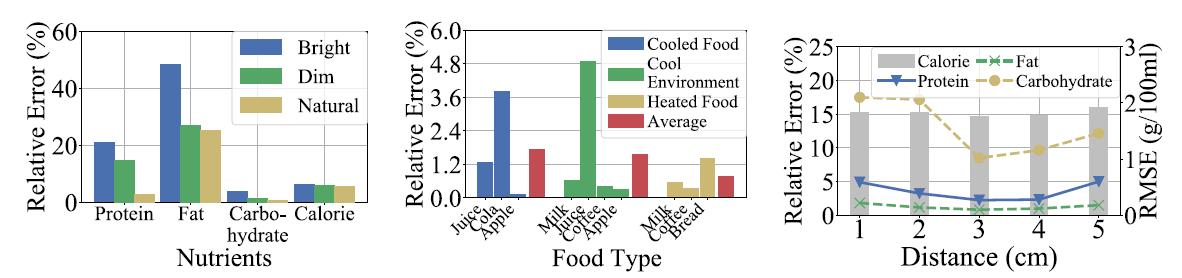 Relative Error (%)
60
40
20
0
Bright
Dim
Natural
Protein
Fat
Carbo-
hydrate
Calorie
Nutrients
Relative Error (%)
6.0
4.8
3.6
2.4
1.2
0.0
Cooled Food
Cool
Environment
Heated Food
Average
Juice
Cola
Apple
Milk
Juice
Coffee
Apple
Milk
Coffee
Bread
Food Type
Relative Error (%)
25
20
15
10
5
0
Calorie
Protein
Fat
Carbohydrate
3
2
1
0
RMSE (g/100ml)
1 2 3 4 5
Distance (cm)